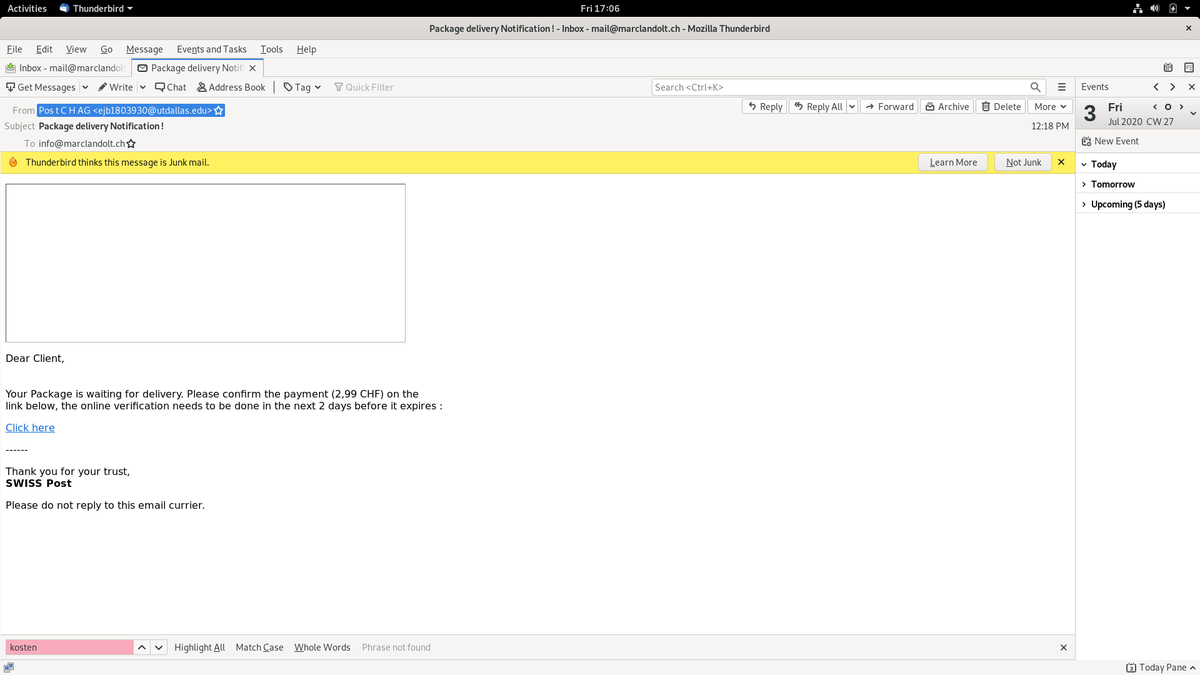 Activities Thunderbird Fri 17:06
Package delivery Notification ! - Inbox - mail@marclandolt.ch - Mozilla Thunderbird
File Edit View Go Message Events and Tasks Tools Help
Inbox - mail@marclandol Package delivery Notifi
Get Messages Write Chat Address Book Tag Quick Filter Search <Ctrl+K>
From Pos t C H AG <ejb1803930@utdallas.edu> Reply Reply All Forward Archive Delete More
Subject Package delivery Notification ! 12:18 PM
To info@marclandolt.ch
Thunderbird thinks this message is Junk mail. Learn More Not Junk
Dear Client,
Your Package is waiting for delivery. Please confirm the payment (2,99 CHF) on the
link below, the online verification needs to be done in the next 2 days before it expires :
Click here
------
Thank you for your trust,
SWISS Post
Please do not reply to this email currier.
kosten Highlight All Match Case Whole Words Phrase not found
Events
3 Fri
Jul 2020 CW 27
New Event
Today
Tomorrow
Upcoming (5 days)
Today Pane